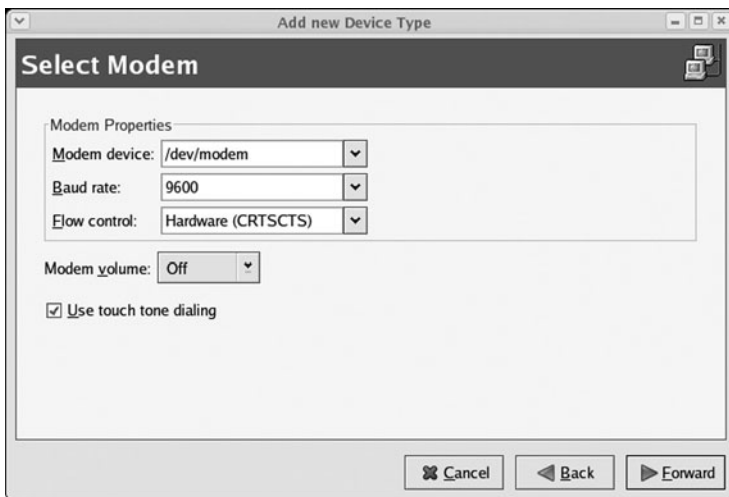 Add new Device Type
Select Modem
Modem Properties
Modem device: /dev/modem
Baud rate: 9600
Flow control: Hardware (CRTSCTS)
Modem volume: Off
Use touch tone dialing
Cancel Back Forward